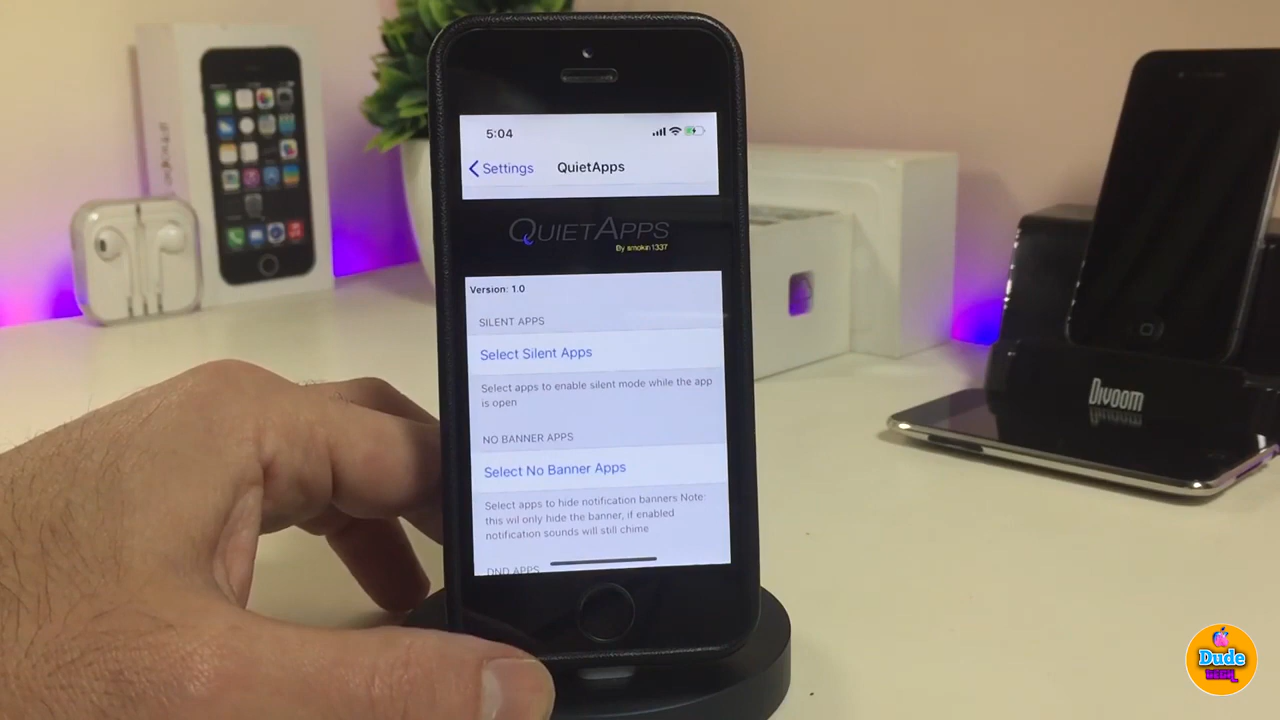 5:04
Settings
QuietApps
QUIETAPPS
By smokin1337
Version: 1.0
SILENT APPS
Select Silent Apps
Select apps to enable silent mode while the app
is open
NO BANNER APPS
Select No Banner Apps
Select apps to hide notification banners Note:
this wil only hide the banner, if enabled
notification sounds will still chime
DND APPS
iPhone
Divoom
Dude